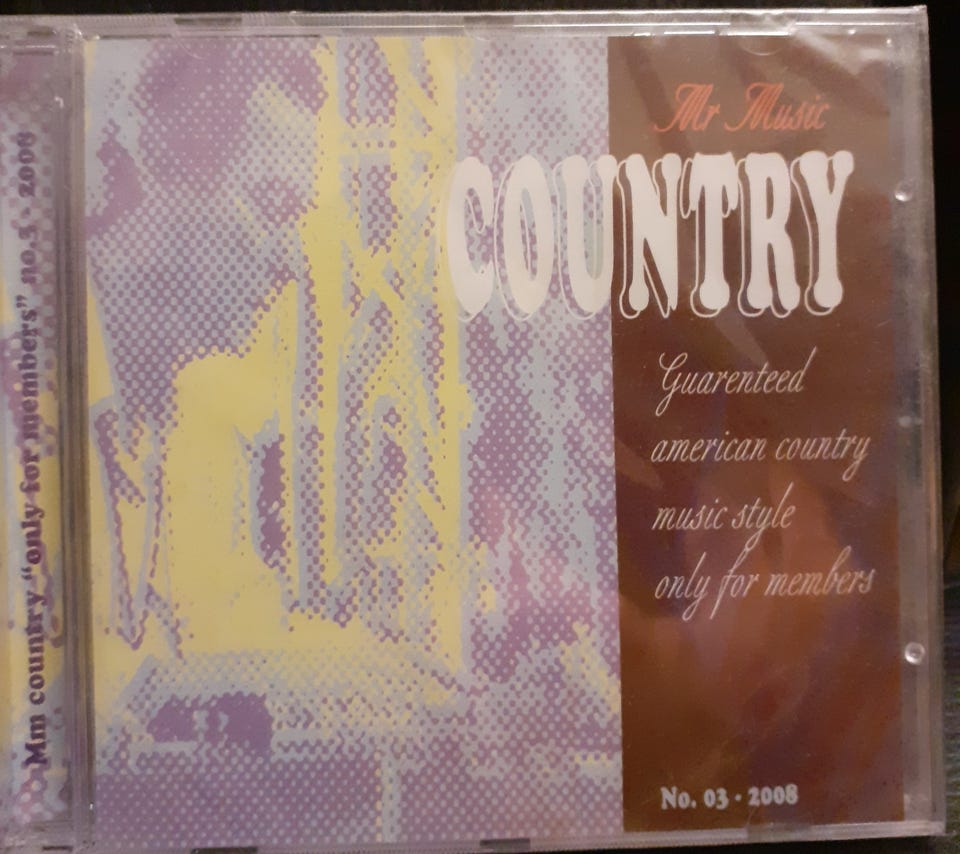 Mm country "only for members" no.3 · 2008
Mr Music
COUNTRY
Guarenteed
american country
music style
only for members
No. 03 · 2008